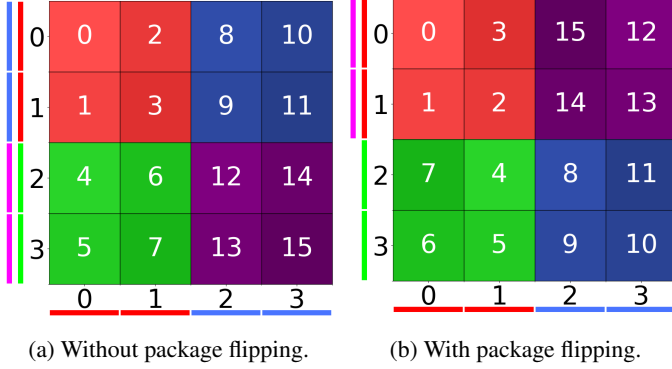 0 0 2 8 10
1 1 3 9 11
2 4 6 12 14
3 5 7 13 15
0 1 2 3
(a) Without package flipping.
0 0 3 15 12
1 1 2 14 13
2 7 4 8 11
3 6 5 9 10
0 1 2 3
(b) With package flipping.